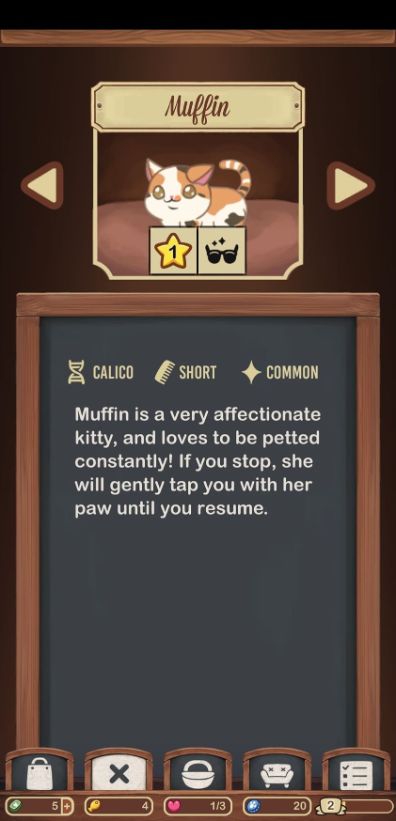 Muffin
1
CALICO SHORT COMMON
Muffin is a very affectionate
kitty, and loves to be petted
constantly! If you stop, she
will gently tap you with her
paw until you resume.
5 + 4 1/3 20 2